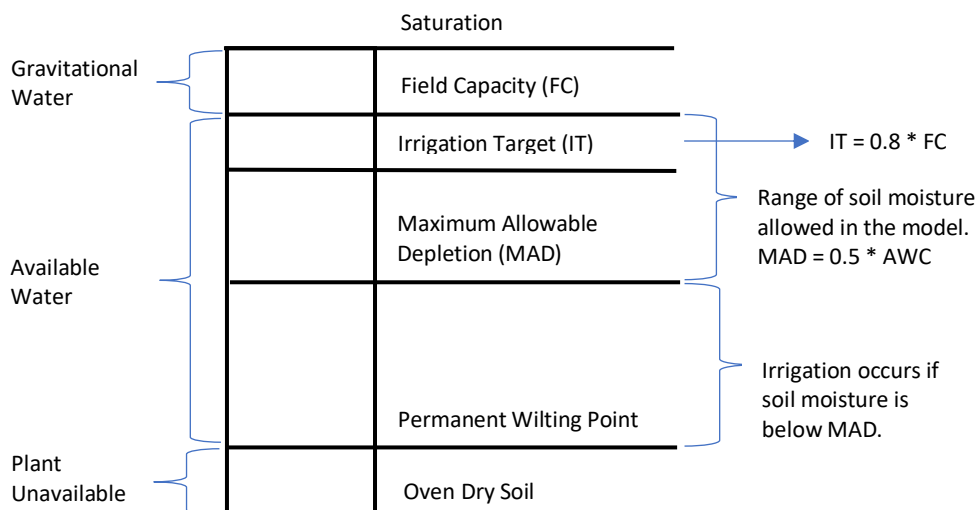 Saturation
Gravitational
Water
Field Capacity (FC)
Irrigation Target (IT)
IT = 0.8 * FC
Range of soil moisture
allowed in the model.
MAD = 0.5 * AWC
Maximum Allowable
Depletion (MAD)
Available
Water
Irrigation occurs if
soil moisture is
below MAD.
Permanent Wilting Point
Plant
Unavailable
Oven Dry Soil